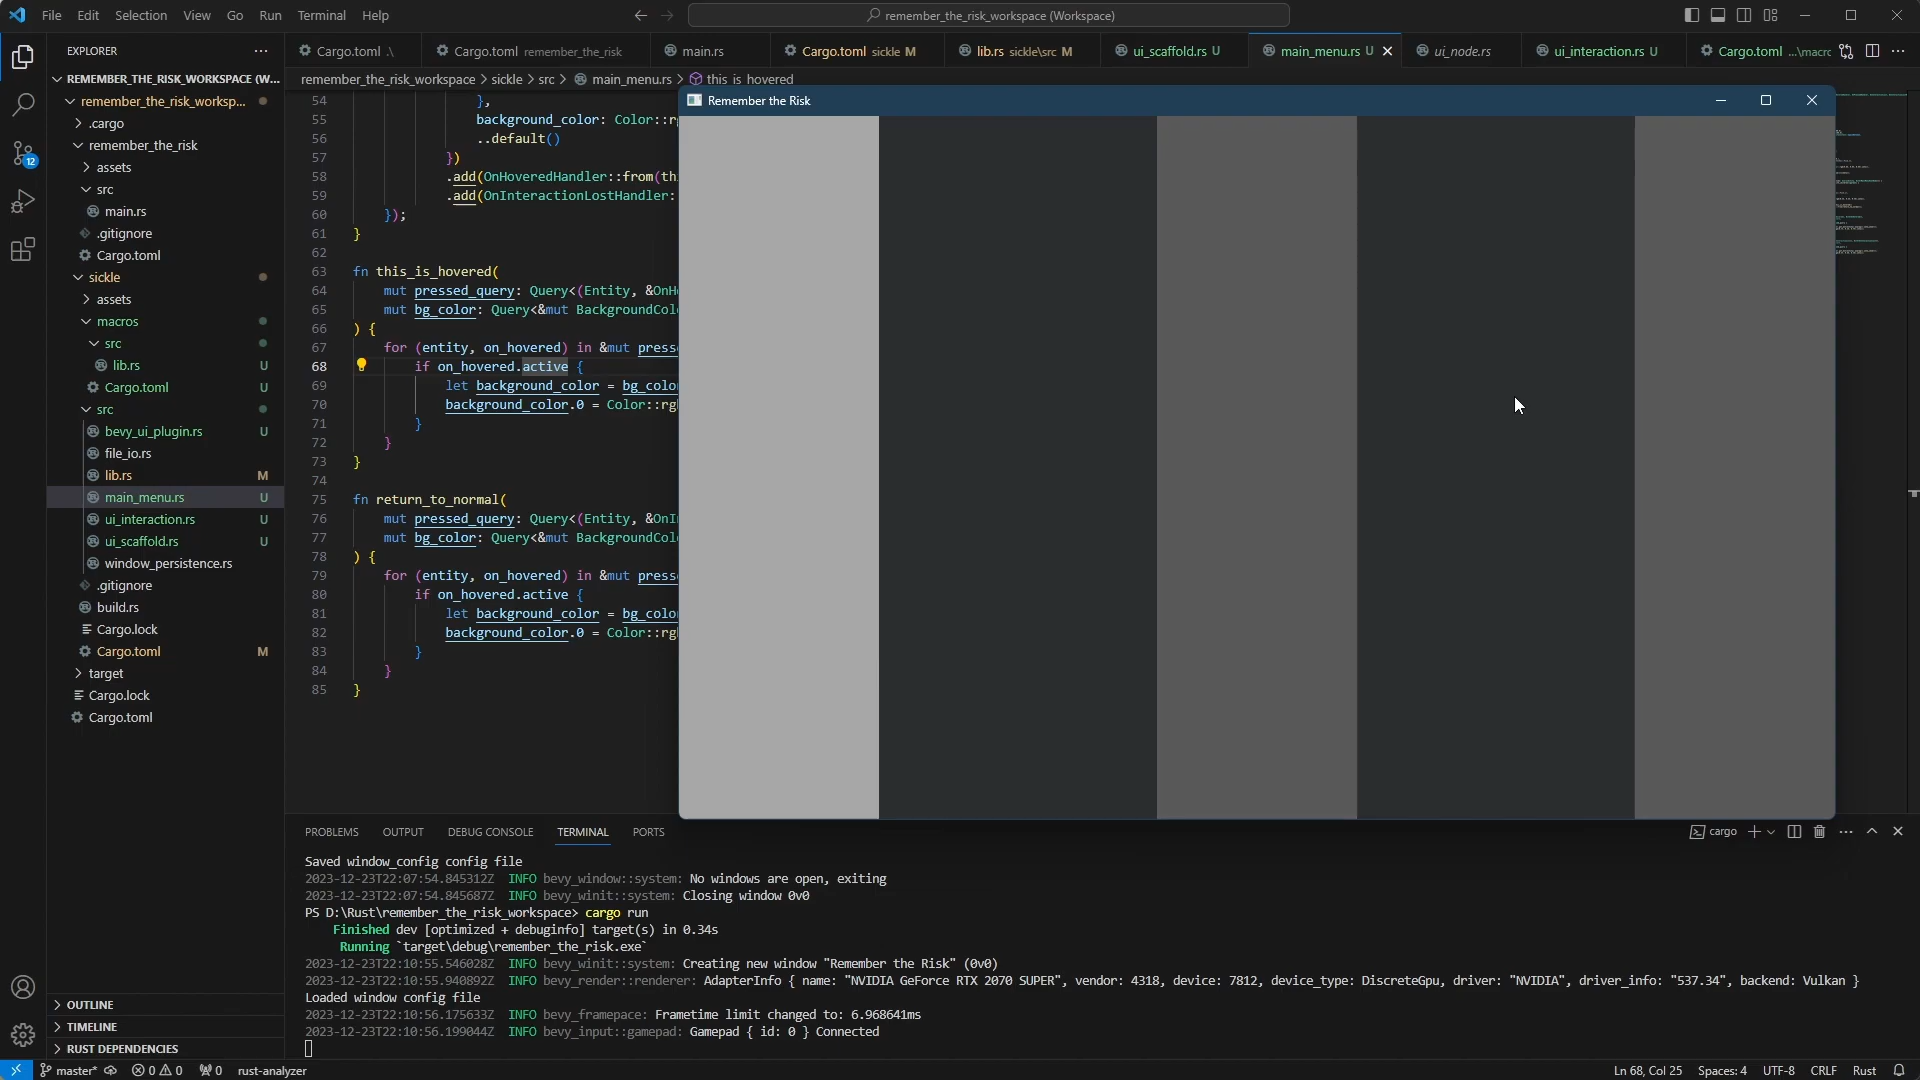 File Edit Selection View Go Run Terminal Help
remember_the_risk_workspace (Workspace)
EXPLORER
Cargo.toml .\
Cargo.toml remember_the_risk
main.rs
Cargo.toml sickle M
lib.rs sickle\src M
ui_scaffold.rs U
main_menu.rs U
ui_node.rs
ui_interaction.rs U
Cargo.toml ...\macrc
REMEMBER_THE_RISK_WORKSPACE (W...
remember_the_risk_workspace > sickle > src > main_menu.rs > this_is_hovered
remember_the_risk_worksp...
.cargo
remember_the_risk
assets
src
main.rs
.gitignore
Cargo.toml
sickle
assets
macros
src
lib.rs U
Cargo.toml U
src
bevy_ui_plugin.rs U
file_io.rs
lib.rs M
main_menu.rs U
ui_interaction.rs U
ui_scaffold.rs U
window_persistence.rs
.gitignore
build.rs
Cargo.lock
Cargo.toml M
target
Cargo.lock
Cargo.toml
OUTLINE
TIMELINE
RUST DEPENDENCIES
12
54 },
55 background_color: Color::r
56 ..default()
57 })
58 .add(OnHoveredHandler::from(th
59 .add(OnInteractionLostHandler:
60 });
61 }
62
63 fn this_is_hovered(
64 mut pressed_query: Query<(Entity, &OnH
65 mut bg_color: Query<&mut BackgroundCol
66 ) {
67 for (entity, on_hovered) in &mut press
68 if on_hovered.active {
69 let background_color = bg_colo
70 background_color.0 = Color::rg
71 }
72 }
73 }
74
75 fn return_to_normal(
76 mut pressed_query: Query<(Entity, &OnI
77 mut bg_color: Query<&mut BackgroundCol
78 ) {
79 for (entity, on_hovered) in &mut press
80 if on_hovered.active {
81 let background_color = bg_colo
82 background_color.0 = Color::rg
83 }
84 }
85 }
Remember the Risk
PROBLEMS OUTPUT DEBUG CONSOLE TERMINAL PORTS
cargo
Saved window_config config file
2023-12-23T22:07:54.845312Z INFO bevy_window::system: No windows are open, exiting
2023-12-23T22:07:54.845687Z INFO bevy_winit::system: Closing window 0v0
PS D:\Rust\remember_the_risk_workspace> cargo run
Finished dev [optimized + debuginfo] target(s) in 0.34s
Running `target\debug\remember_the_risk.exe`
2023-12-23T22:10:55.546028Z INFO bevy_winit::system: Creating new window "Remember the Risk" (0v0)
2023-12-23T22:10:55.940892Z INFO bevy_render::renderer: AdapterInfo { name: "NVIDIA GeForce RTX 2070 SUPER", vendor: 4318, device: 7812, device_type: DiscreteGpu, driver: "NVIDIA", driver_info: "537.34", backend: Vulkan }
Loaded window config file
2023-12-23T22:10:56.175633Z INFO bevy_framepace: Frametime limit changed to: 6.968641ms
2023-12-23T22:10:56.199044Z INFO bevy_input::gamepad: Gamepad { id: 0 } Connected
master* 0 0 0 rust-analyzer
Ln 68, Col 25 Spaces: 4 UTF-8 CRLF Rust